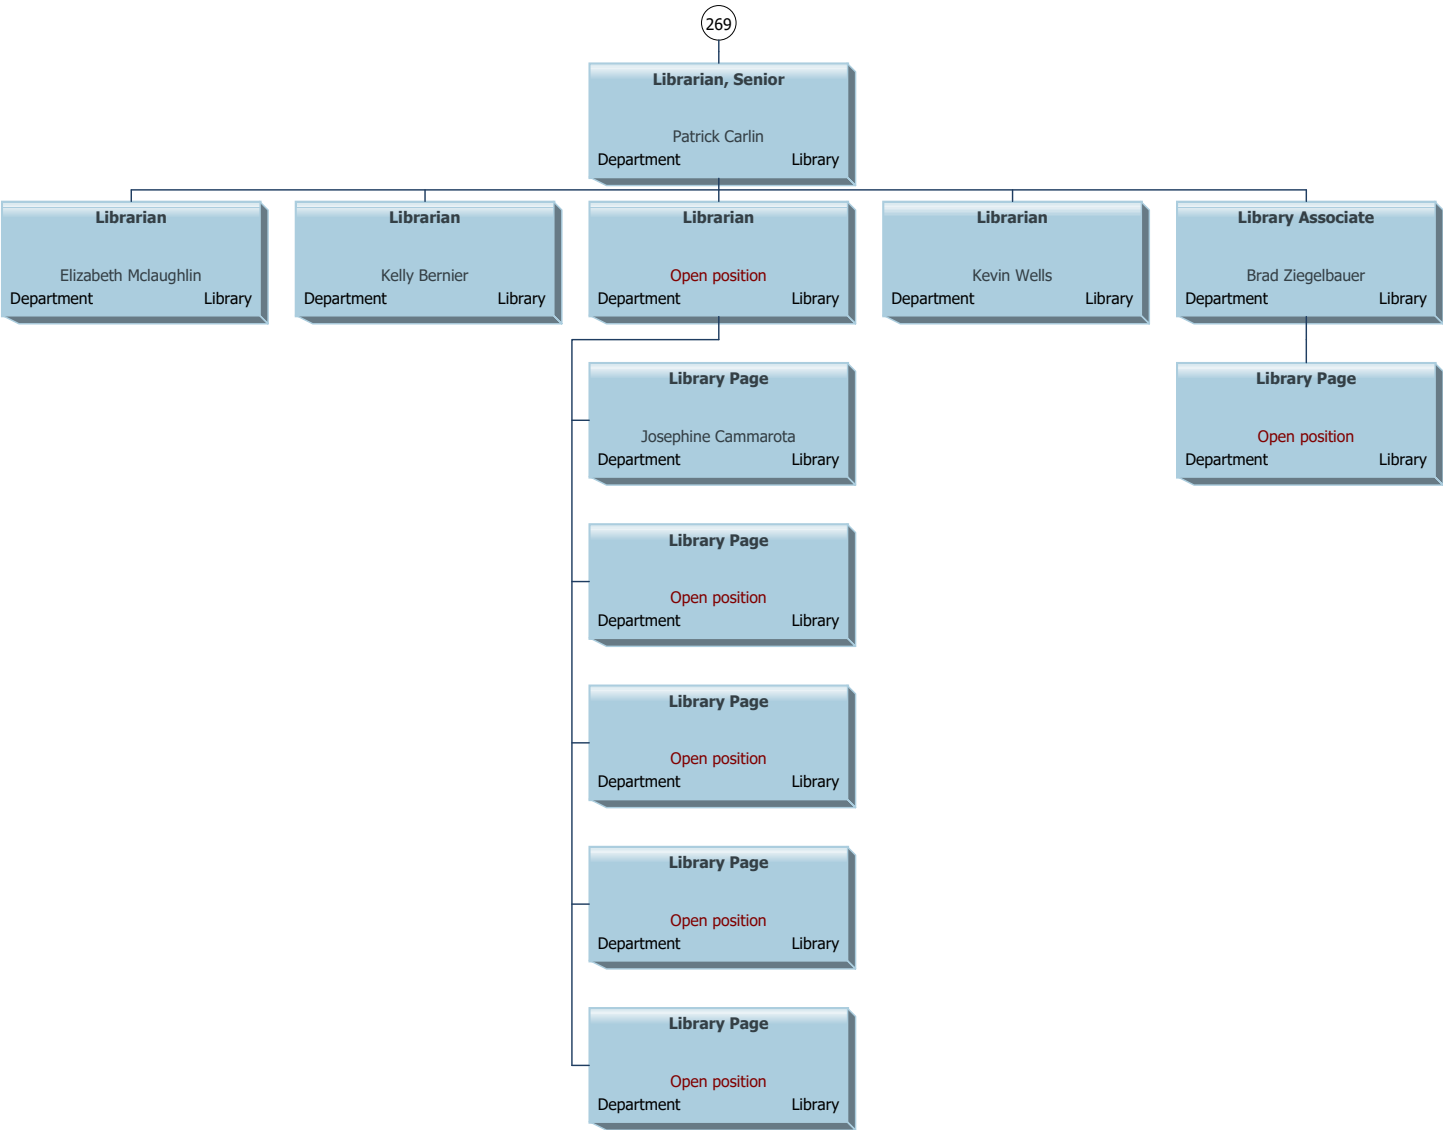 269
Librarian, Senior
Patrick Carlin
Department Library
Librarian
Elizabeth Mclaughlin
Department Library
Librarian
Kelly Bernier
Department Library
Librarian
Open position
Department Library
Librarian
Kevin Wells
Department Library
Library Associate
Brad Ziegelbauer
Department Library
Library Page
Josephine Cammarota
Department Library
Library Page
Open position
Department Library
Library Page
Open position
Department Library
Library Page
Open position
Department Library
Library Page
Open position
Department Library
Library Page
Open position
Department Library